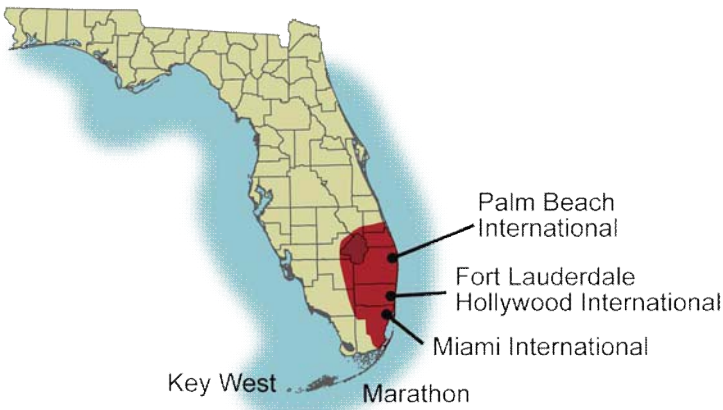 Palm Beach
International
Fort Lauderdale
Hollywood International
Miami International
Key West
Marathon